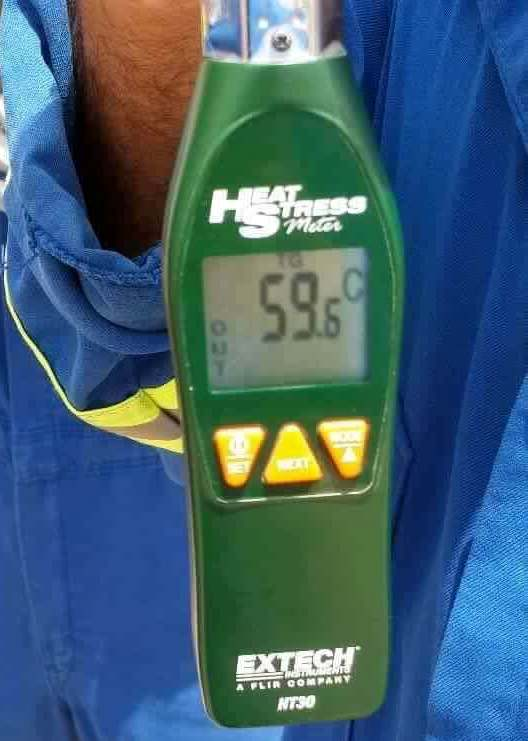 HEAT
STRESS
Meter
TG
59.6 C
OUT
SET
NEXT
MODE
EXTECH
INSTRUMENTS
A FLIR COMPANY
HT30